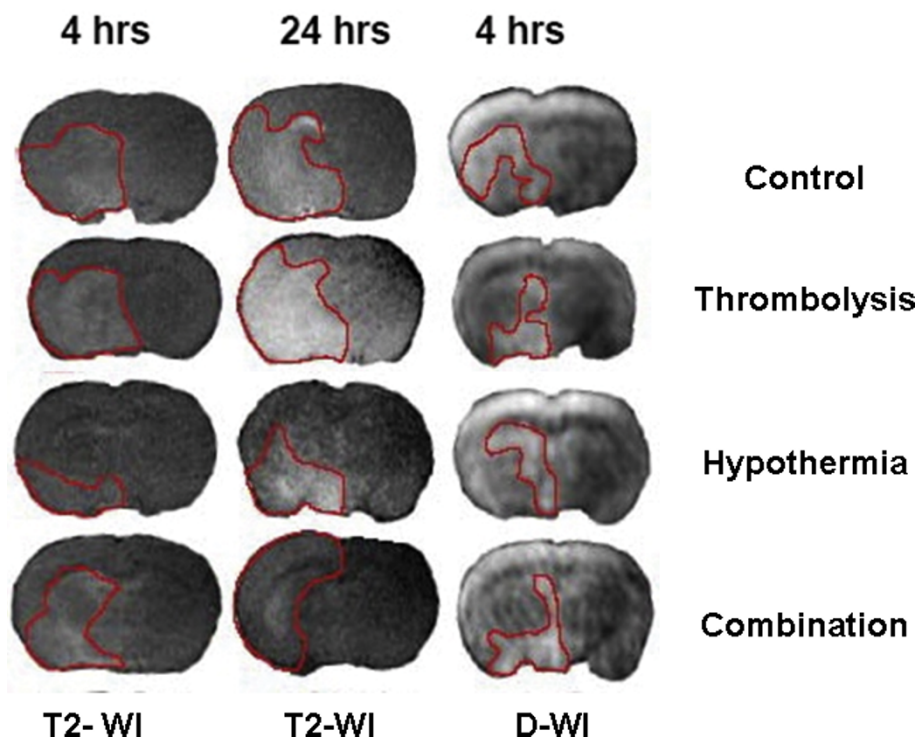 4 hrs 24 hrs 4 hrs
Control
Thrombolysis
Hypothermia
Combination
T2- WI T2-WI D-WI